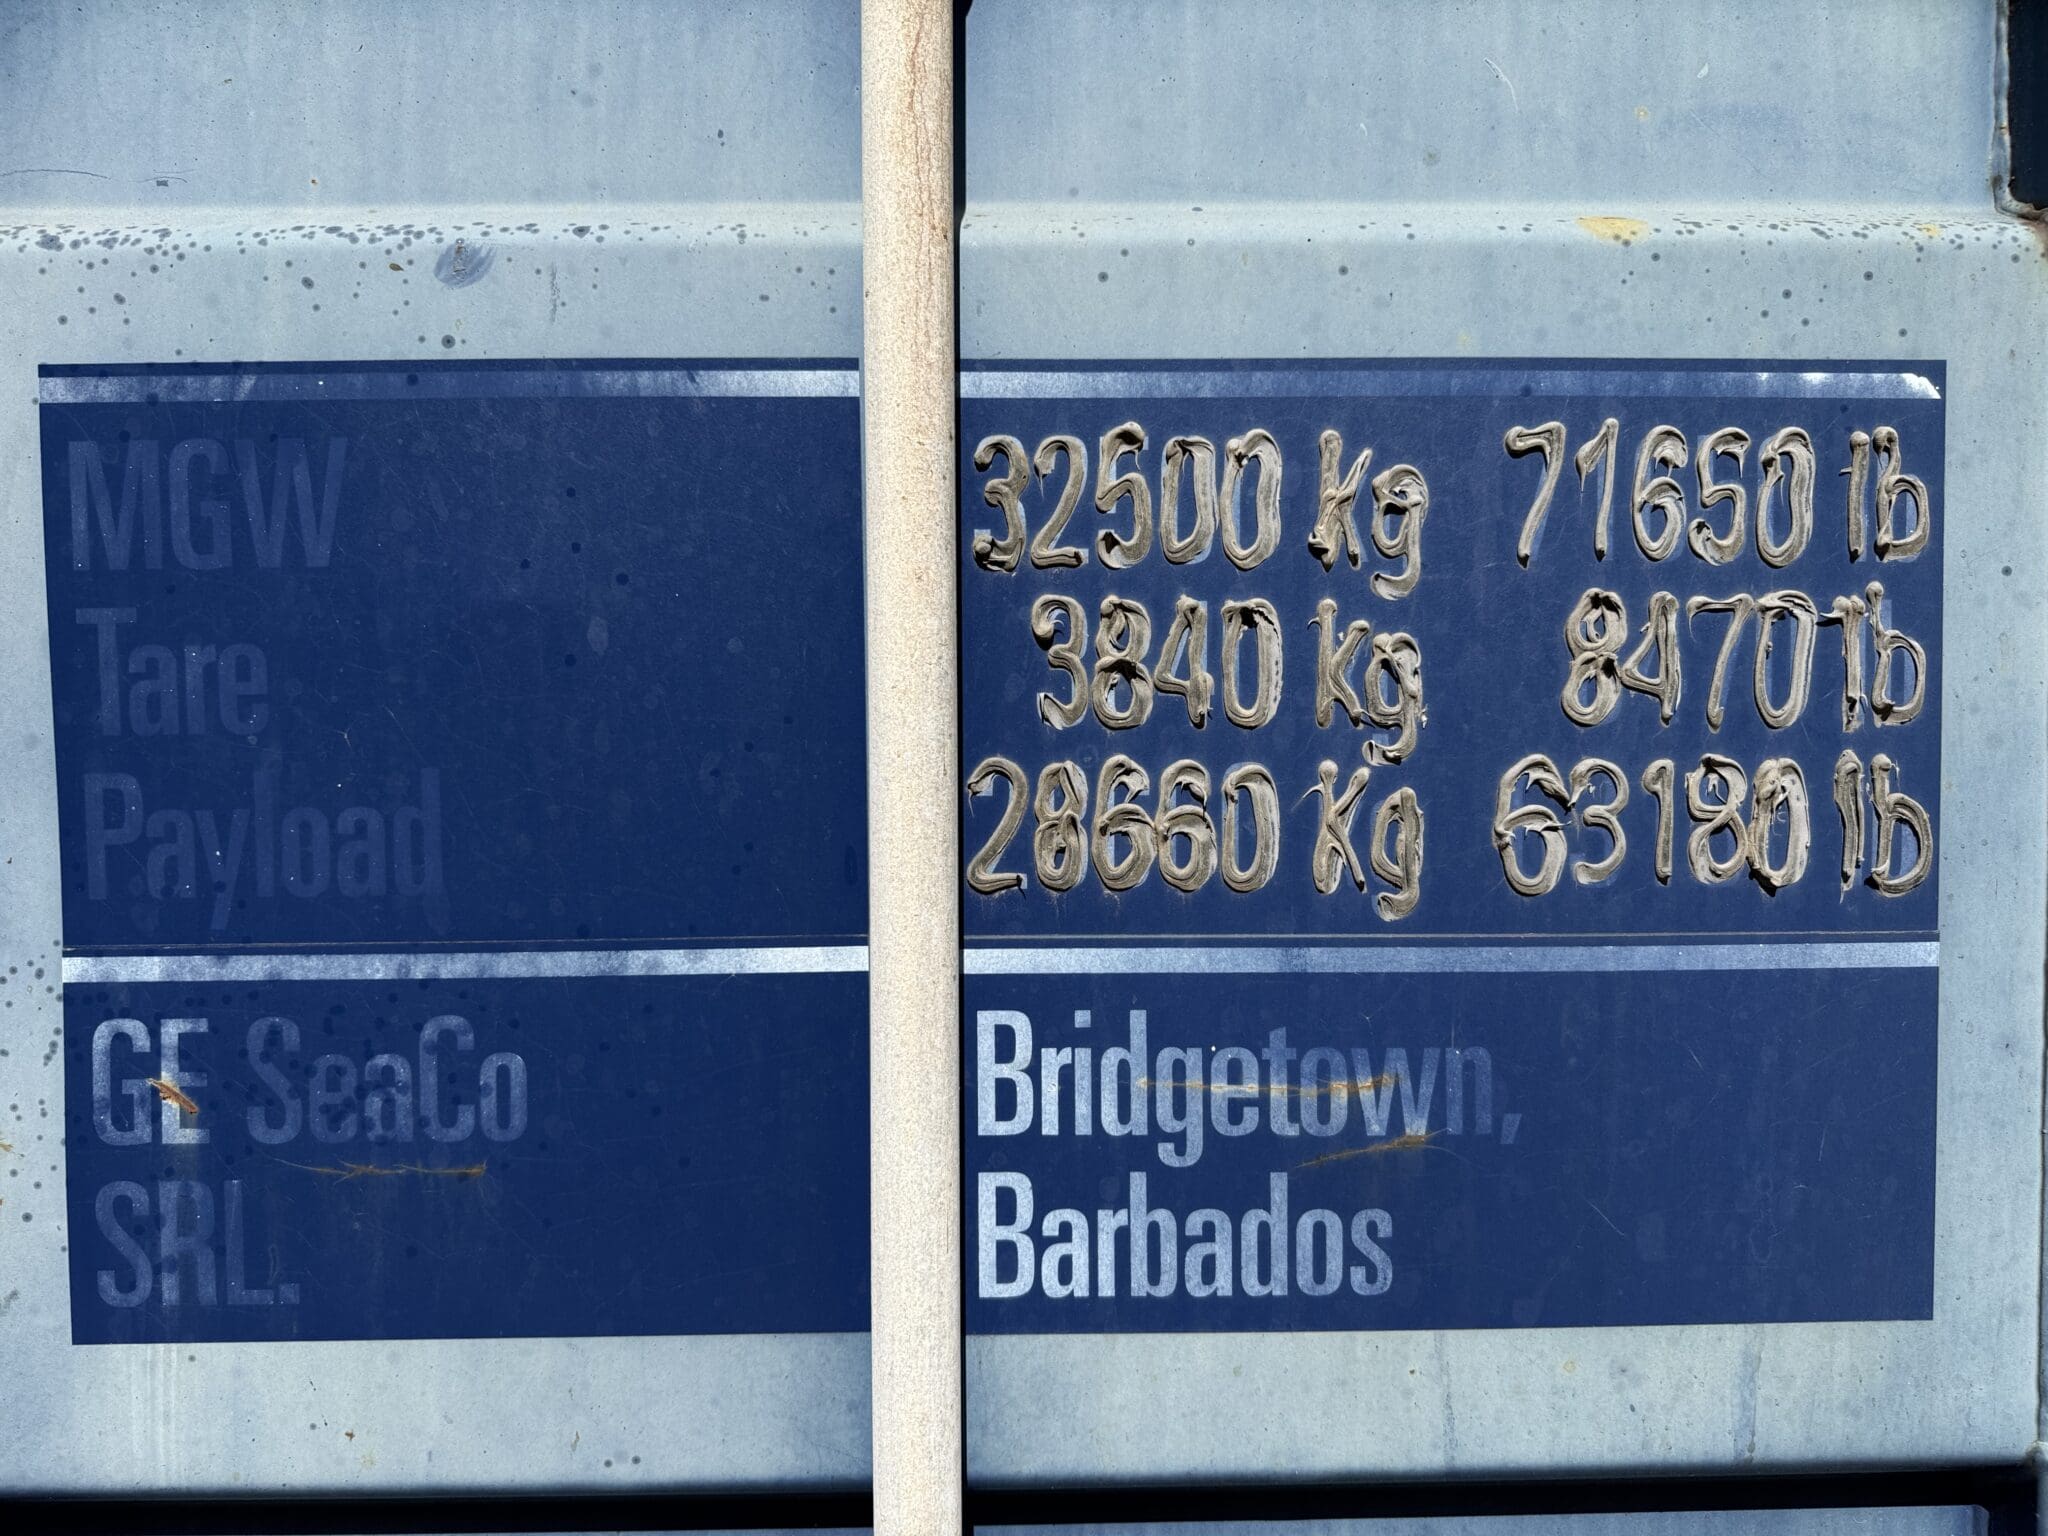 MGW 32500 kg 71650 lb
Tare 3840 kg 8470 lb
Payload 28660 Kg 63180 lb
GE SeaCo Bridgetown,
SRL. Barbados